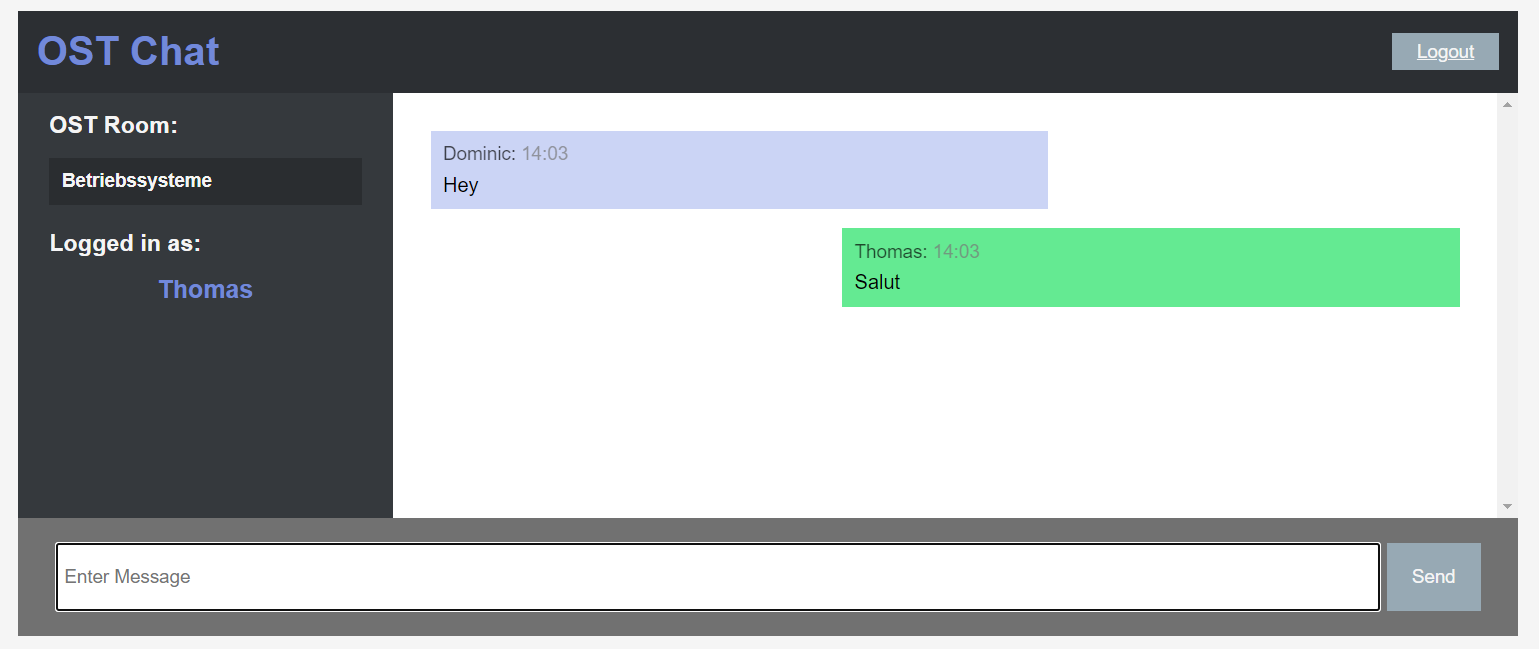 OST Chat
Logout
OST Room:
Betriebssysteme
Logged in as:
Thomas
Dominic: 14:03
Hey
Thomas: 14:03
Salut
Enter Message
Send